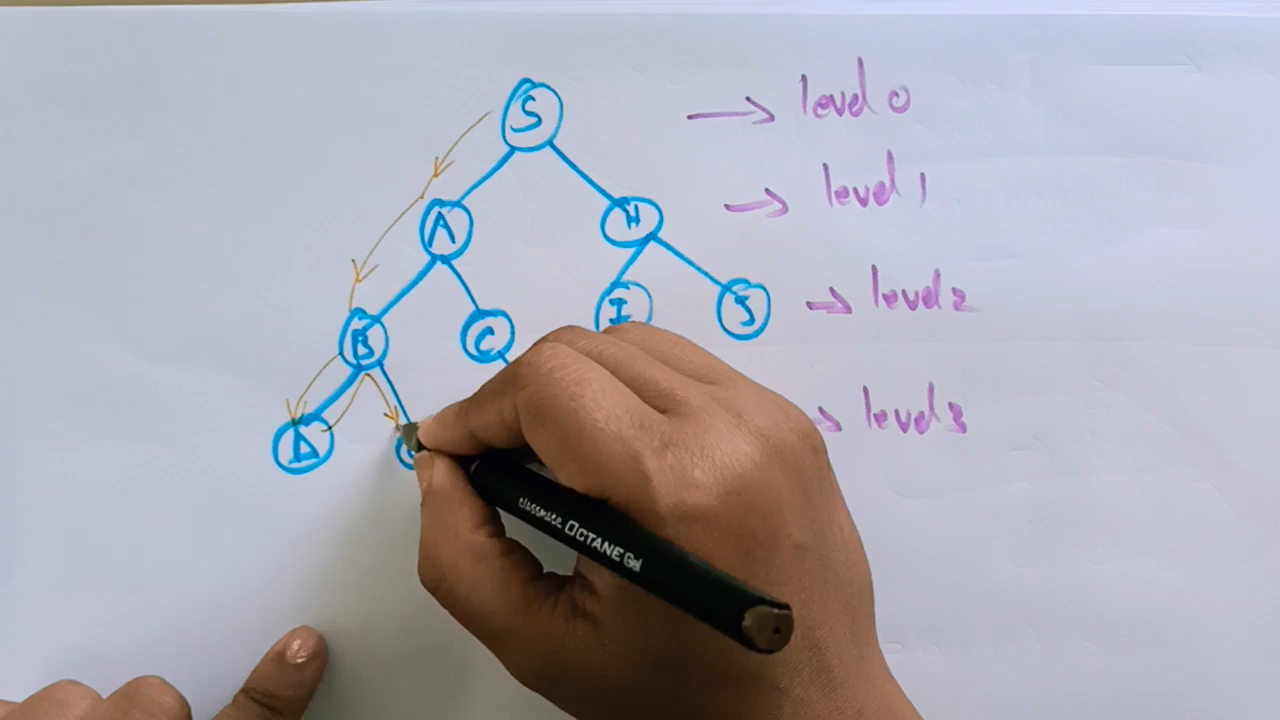 S → level 0
A H → level 1
B C I J → level 2
D → level 3
classmate OCTANE Gel